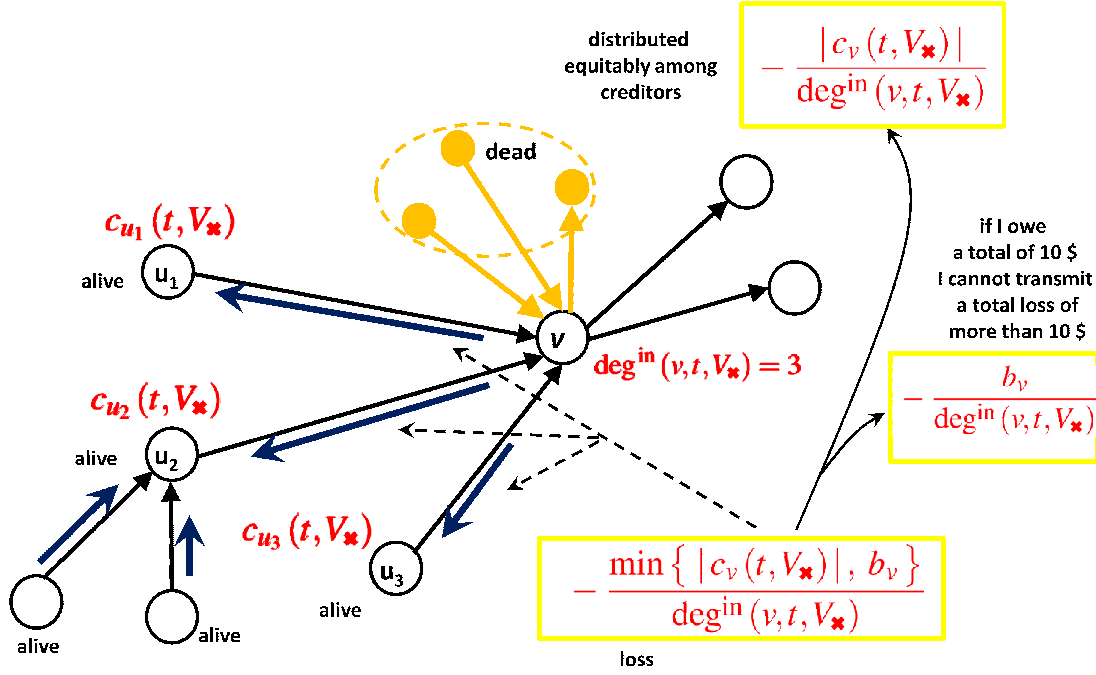 distributed
equitably among
creditors
− |c_v (t, V_✖)| / deg^in (v, t, V_✖)
dead
c_{u_1} (t, V_✖)
alive
u_1
if I owe
a total of 10 $
I cannot transmit
a total loss of
more than 10 $
v
deg^in (v, t, V_✖) = 3
− b_v / deg^in (v, t, V_✖)
c_{u_2} (t, V_✖)
alive
u_2
c_{u_3} (t, V_✖)
u_3
alive
− min { |c_v (t, V_✖)| , b_v } / deg^in (v, t, V_✖)
alive
alive
loss